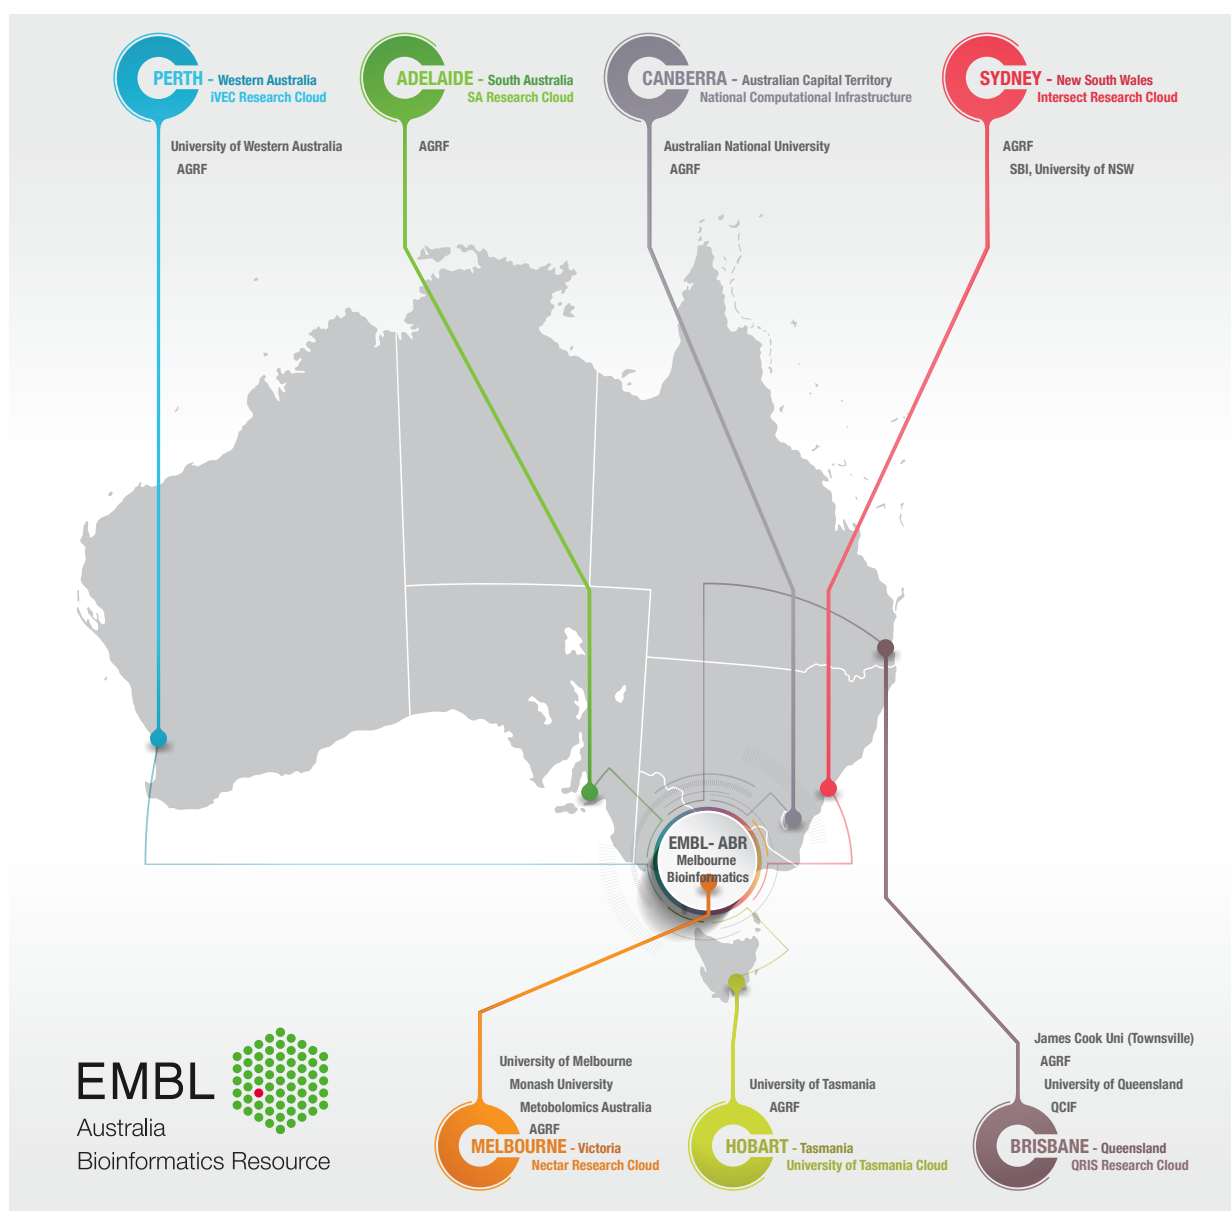 PERTH - Western Australia
iVEC Research Cloud
University of Western Australia
AGRF
ADELAIDE - South Australia
SA Research Cloud
AGRF
CANBERRA - Australian Capital Territory
National Computational Infrastructure
Australian National University
AGRF
SYDNEY - New South Wales
Intersect Research Cloud
AGRF
SBI, University of NSW
EMBL- ABR
Melbourne
Bioinformatics
EMBL
Australia
Bioinformatics Resource
University of Melbourne
Monash University
Metobolomics Australia
AGRF
MELBOURNE - Victoria
Nectar Research Cloud
University of Tasmania
AGRF
HOBART - Tasmania
University of Tasmania Cloud
James Cook Uni (Townsville)
AGRF
University of Queensland
QCIF
BRISBANE - Queensland
QRIS Research Cloud